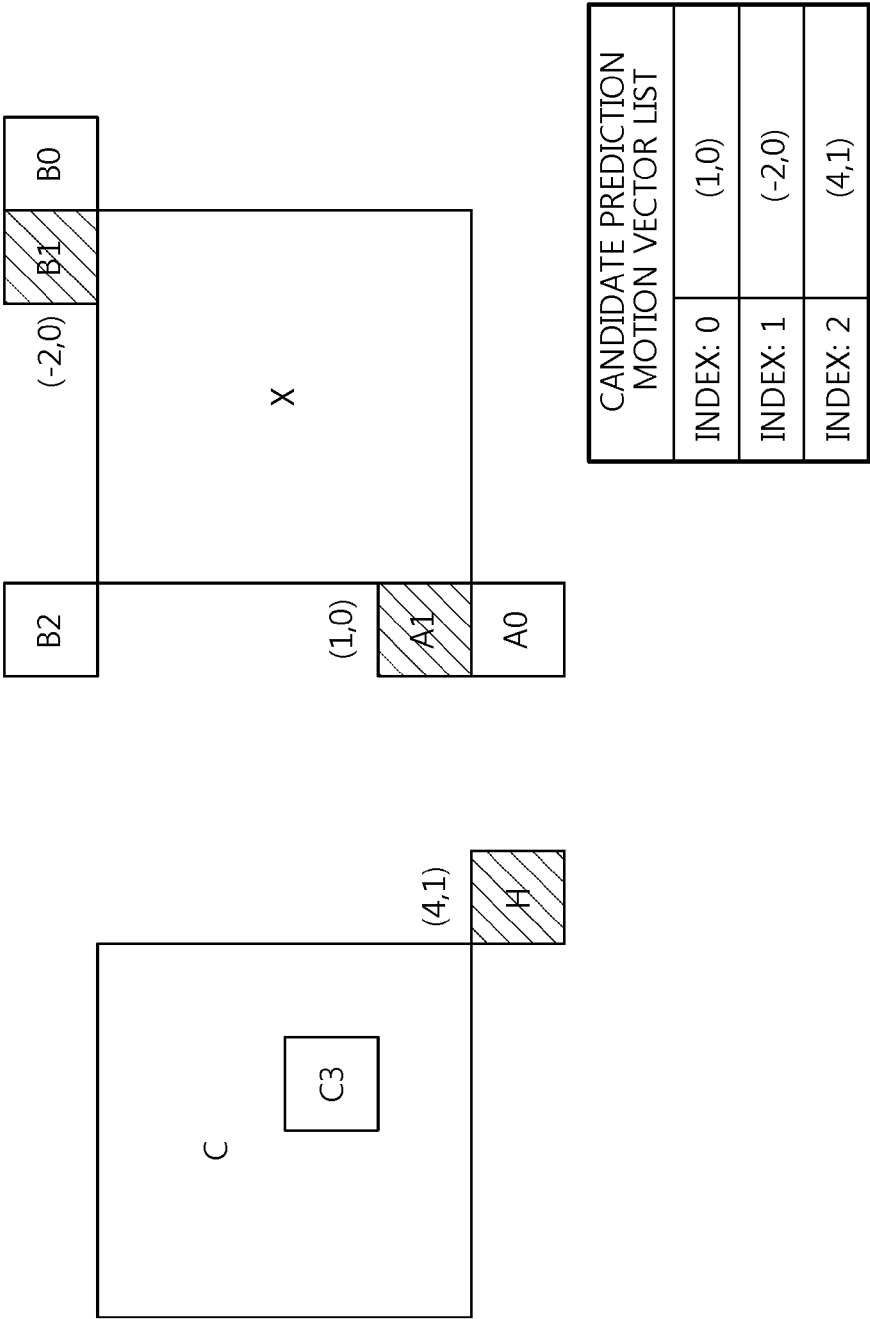 B2
(-2,0)
B1
B0
C
X
C3
(1,0)
A1
(4,1)
H
A0
CANDIDATE PREDICTION
MOTION VECTOR LIST
INDEX: 0 (1,0)
INDEX: 1 (-2,0)
INDEX: 2 (4,1)